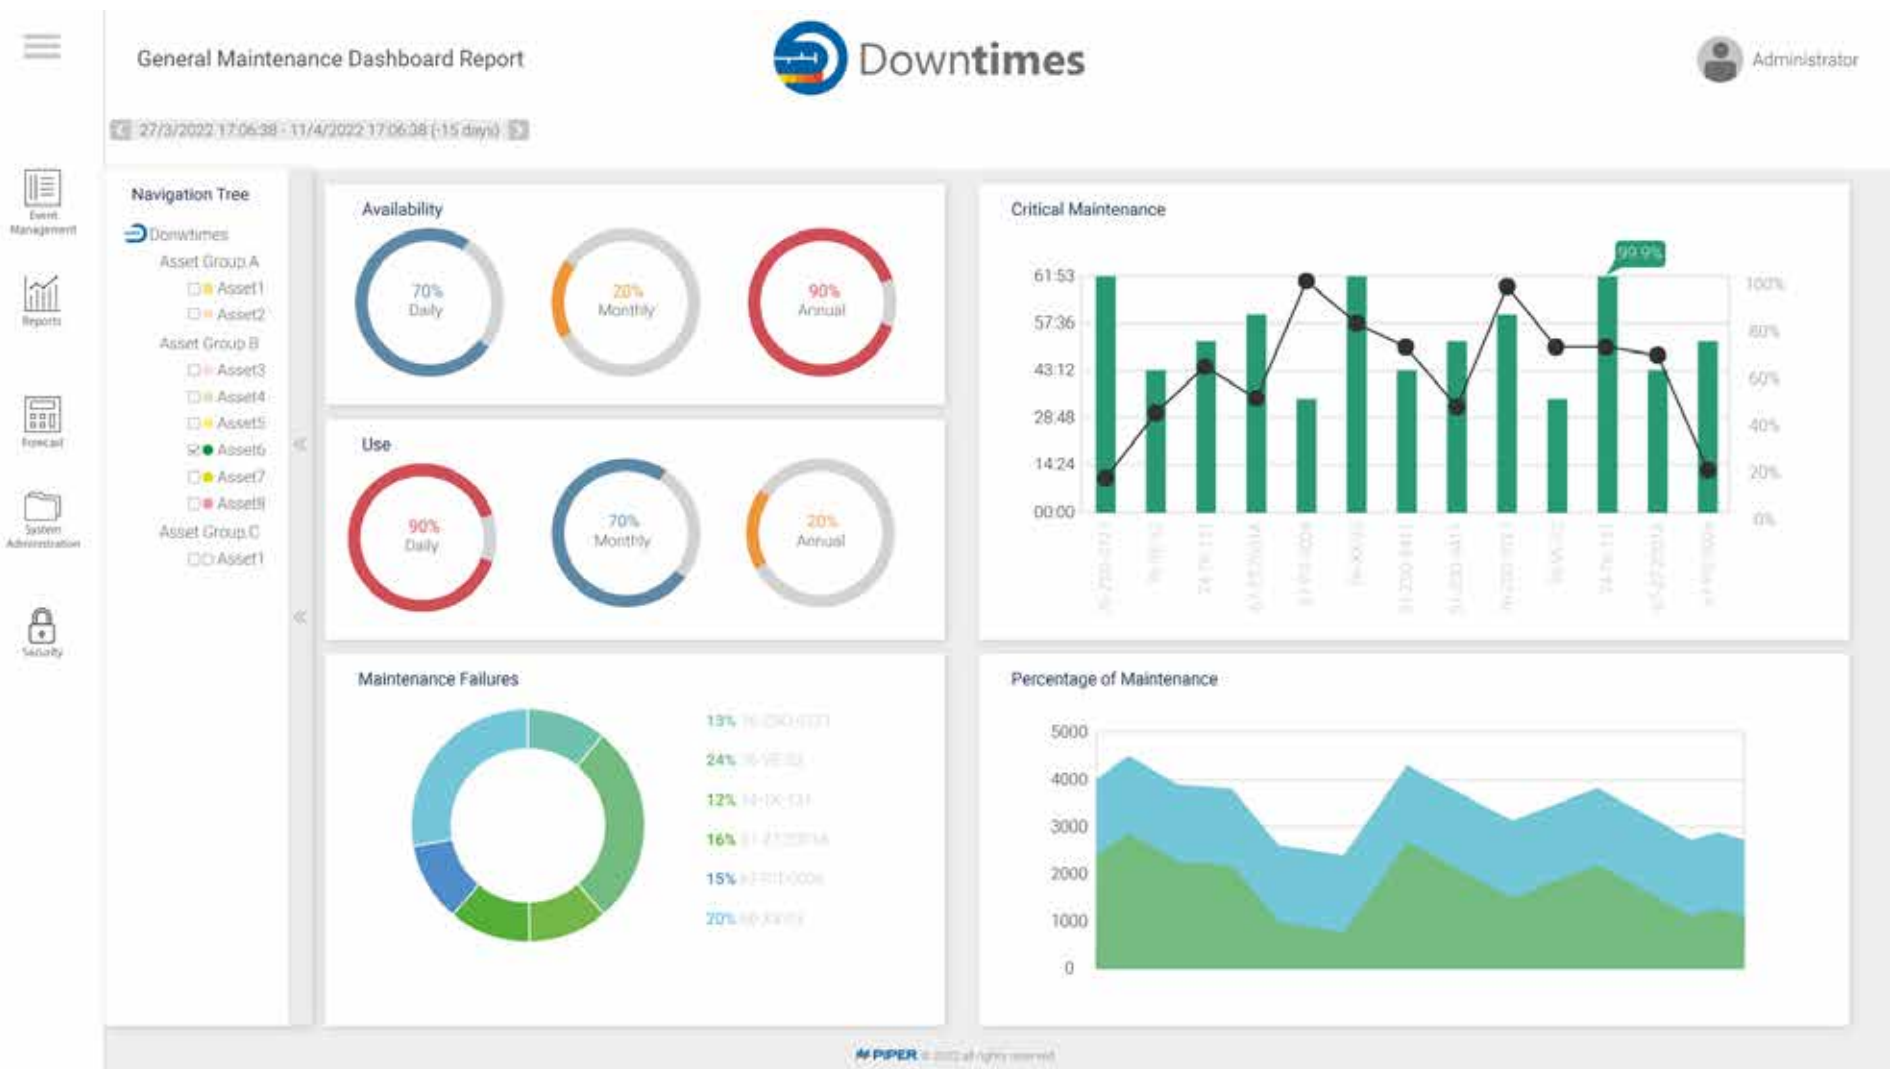 General Maintenance Dashboard Report
Downtimes
Administrator
27/3/2022 17:06:38 - 11/4/2022 17:06:38 (-15 days)
Event
Management
Reports
Forecast
System
Administration
Security
Navigation Tree
Donwtimes
Asset Group.A
Asset1
Asset2
Asset Group.B
Asset3
Asset4
Asset5
Asset6
Asset7
Asset8
Asset Group.C
Asset1
Availability
70%
Daily
20%
Monthly
90%
Annual
Use
90%
Daily
70%
Monthly
20%
Annual
Maintenance Failures
13%
24%
12%
16%
15%
20%
Critical Maintenance
99.9%
61:53
57:36
43:12
28:48
14:24
00:00
100%
80%
60%
40%
20%
0%
Percentage of Maintenance
5000
4000
3000
2000
1000
0
PIPER © 2022 all rights reserved